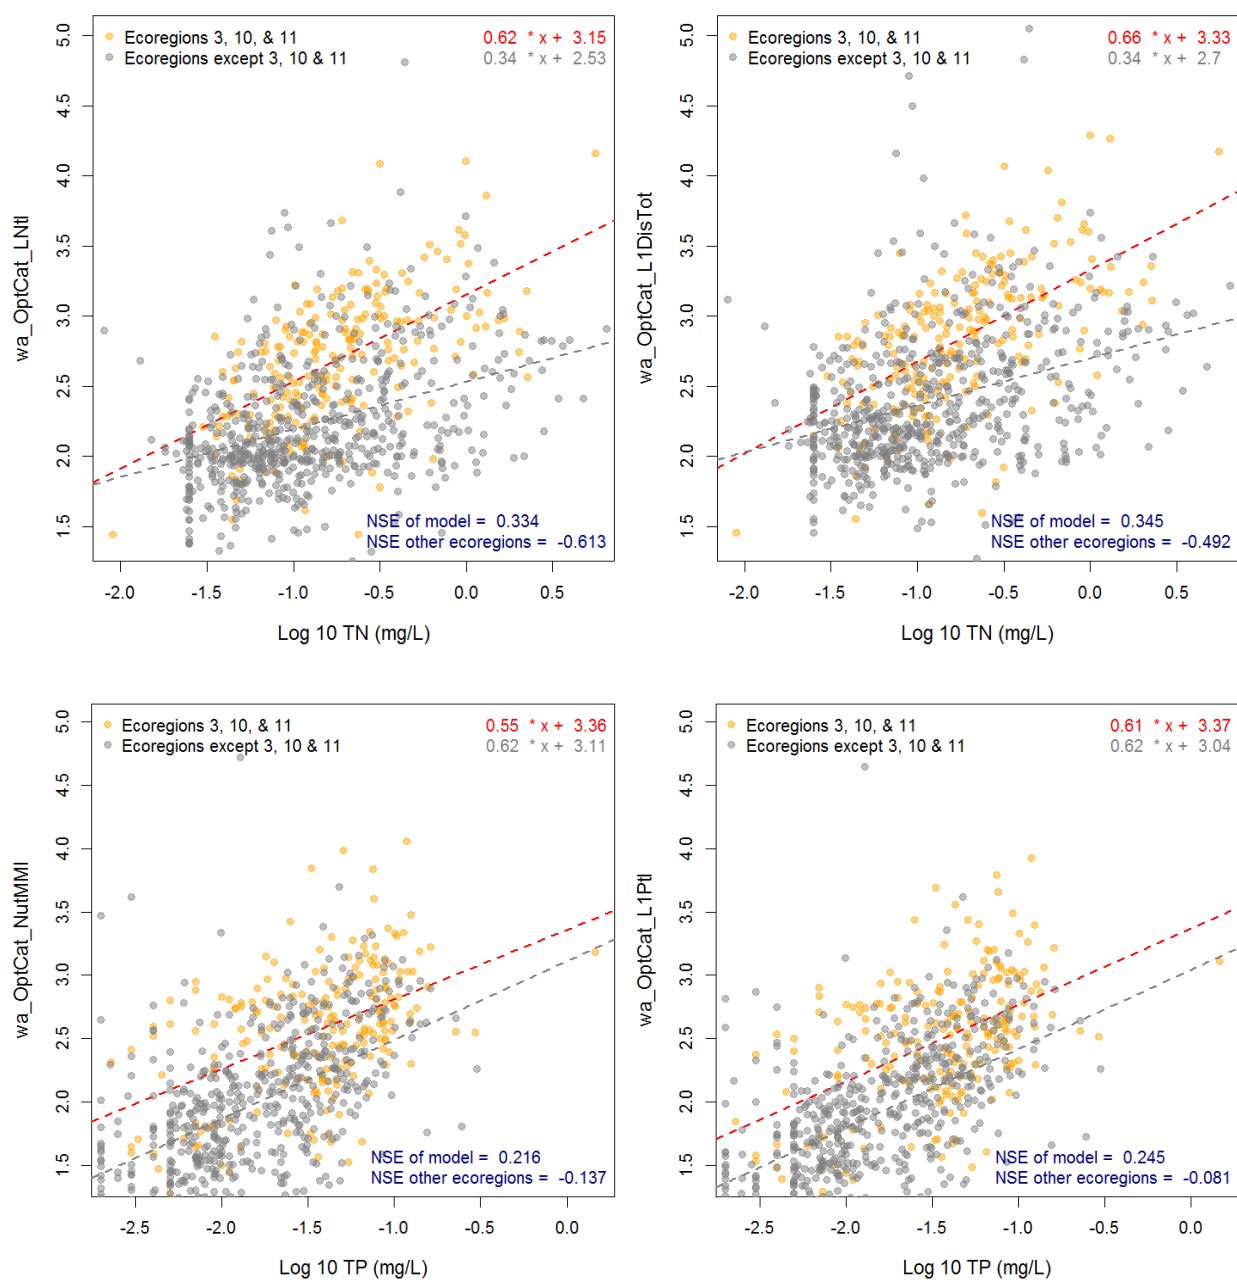 Ecoregions 3, 10, & 11 0.62 * x + 3.15
Ecoregions except 3, 10 & 11 0.34 * x + 2.53
wa_OptCat_LNtl
5.0
4.5
4.0
3.5
3.0
2.5
2.0
1.5
NSE of model = 0.334
NSE other ecoregions = -0.613
-2.0 -1.5 -1.0 -0.5 0.0 0.5
Log 10 TN (mg/L)
Ecoregions 3, 10, & 11 0.66 * x + 3.33
Ecoregions except 3, 10 & 11 0.34 * x + 2.7
wa_OptCat_L1DisTot
5.0
4.5
4.0
3.5
3.0
2.5
2.0
1.5
NSE of model = 0.345
NSE other ecoregions = -0.492
-2.0 -1.5 -1.0 -0.5 0.0 0.5
Log 10 TN (mg/L)
Ecoregions 3, 10, & 11 0.55 * x + 3.36
Ecoregions except 3, 10 & 11 0.62 * x + 3.11
wa_OptCat_NutMMI
5.0
4.5
4.0
3.5
3.0
2.5
2.0
1.5
NSE of model = 0.216
NSE other ecoregions = -0.137
-2.5 -2.0 -1.5 -1.0 -0.5 0.0
Log 10 TP (mg/L)
Ecoregions 3, 10, & 11 0.61 * x + 3.37
Ecoregions except 3, 10 & 11 0.62 * x + 3.04
wa_OptCat_L1Ptl
5.0
4.5
4.0
3.5
3.0
2.5
2.0
1.5
NSE of model = 0.245
NSE other ecoregions = -0.081
-2.5 -2.0 -1.5 -1.0 -0.5 0.0
Log 10 TP (mg/L)